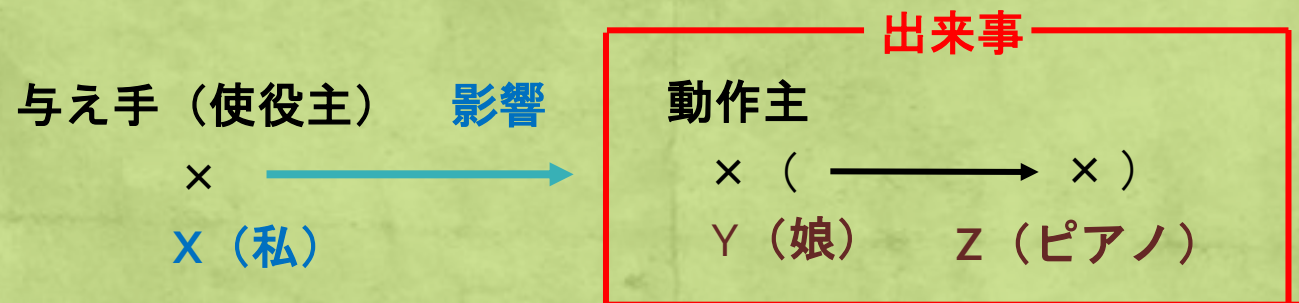 出来事
与え手（使役主） 影響 動作主
× × （ × ）
X（私） Y（娘） Z（ピアノ）